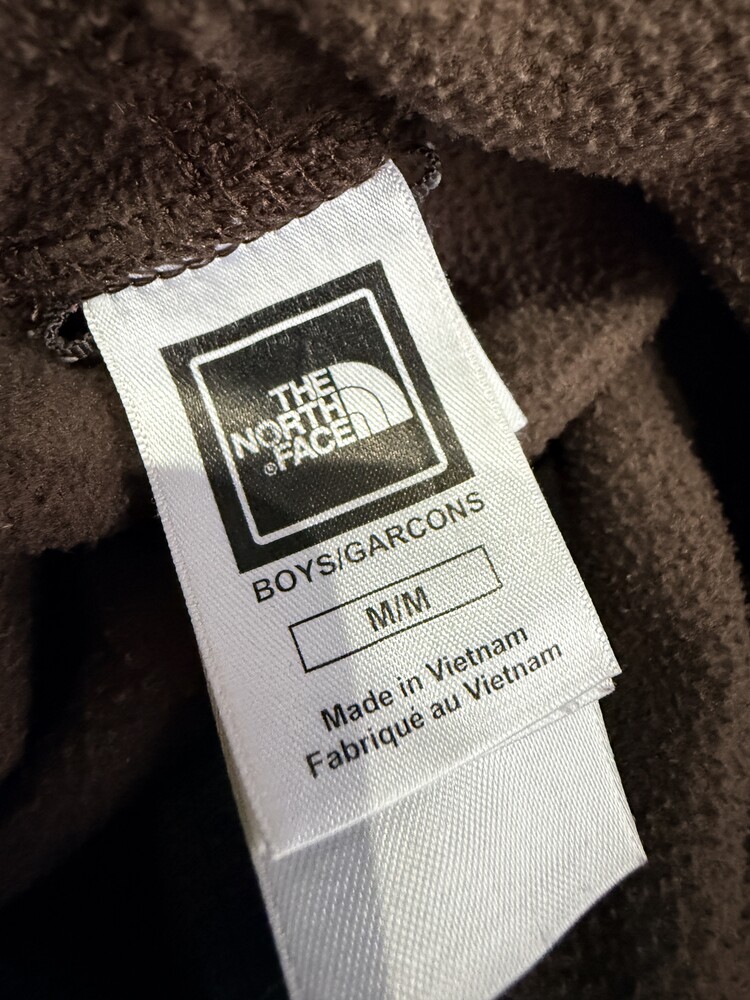 THE
NORTH
FACE®
BOYS/GARCONS
M/M
Made in Vietnam
Fabriqué au Vietnam